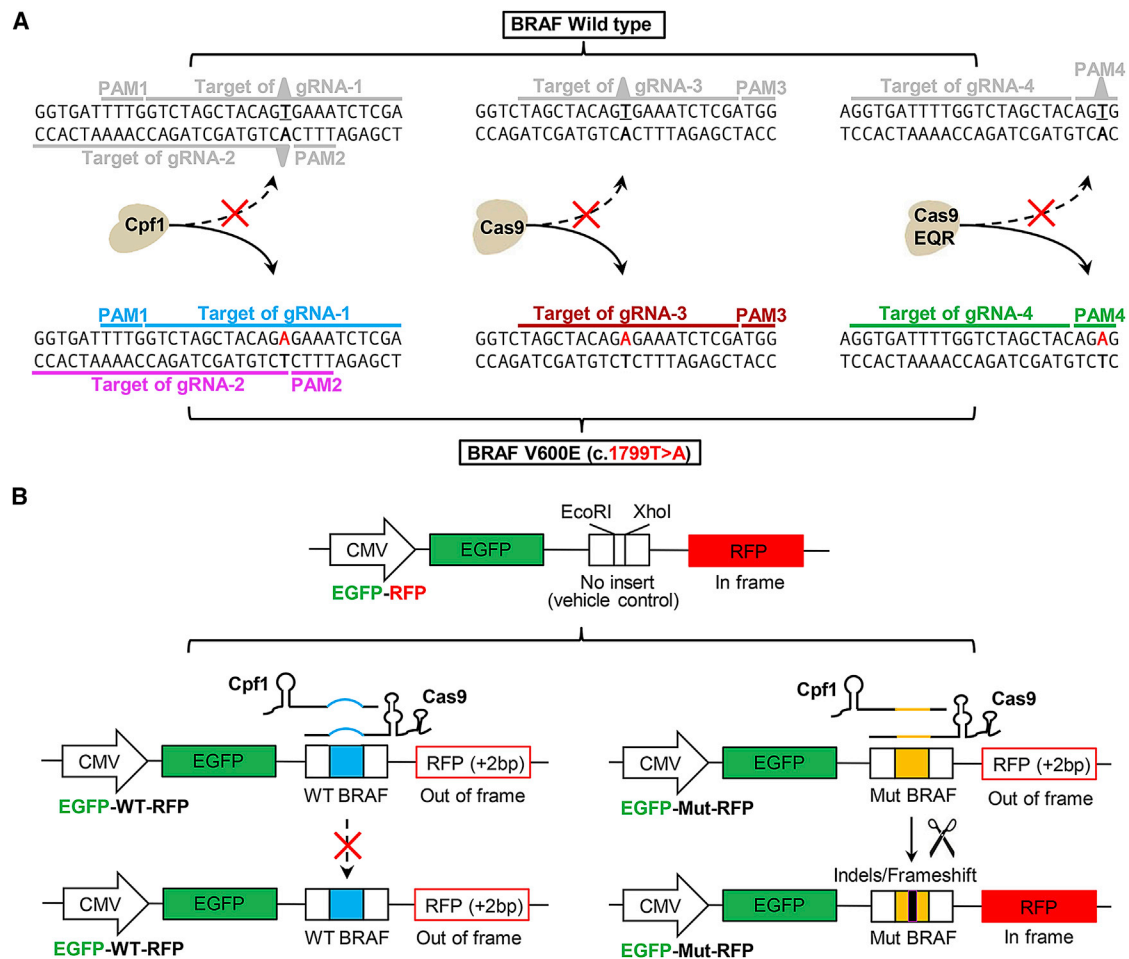 A
BRAF Wild type
PAM1 Target of gRNA-1
GGTGATTTTGGTCTAGCTACAGTGAAATCTCGA
CCACTAAAACCAGATCGATGTCACTTTAGAGCT
Target of gRNA-2 PAM2
Target of gRNA-3 PAM3
GGTCTAGCTACAGTGAAATCTCGATGG
CCAGATCGATGTCACTTTAGAGCTACC
Target of gRNA-4 PAM4
AGGTGATTTTGGTCTAGCTACAGTG
TCCACTAAAACCAGATCGATGTCAC
Cpf1
Cas9
Cas9
EQR
PAM1 Target of gRNA-1
GGTGATTTTGGTCTAGCTACAGAGAAATCTCGA
CCACTAAAACCAGATCGATGTCTCTTTAGAGCT
Target of gRNA-2 PAM2
Target of gRNA-3 PAM3
GGTCTAGCTACAGAGAAATCTCGATGG
CCAGATCGATGTCTCTTTAGAGCTACC
Target of gRNA-4 PAM4
AGGTGATTTTGGTCTAGCTACAGAG
TCCACTAAAACCAGATCGATGTCTC
BRAF V600E (c.1799T>A)
B
EcoRI XhoI
CMV EGFP RFP
EGFP-RFP
No insert
(vehicle control)
In frame
Cpf1
Cas9
CMV EGFP RFP (+2bp)
EGFP-WT-RFP WT BRAF Out of frame
CMV EGFP RFP (+2bp)
EGFP-WT-RFP WT BRAF Out of frame
Cpf1
Cas9
CMV EGFP RFP (+2bp)
EGFP-Mut-RFP Mut BRAF Out of frame
Indels/Frameshift
CMV EGFP RFP
EGFP-Mut-RFP Mut BRAF In frame